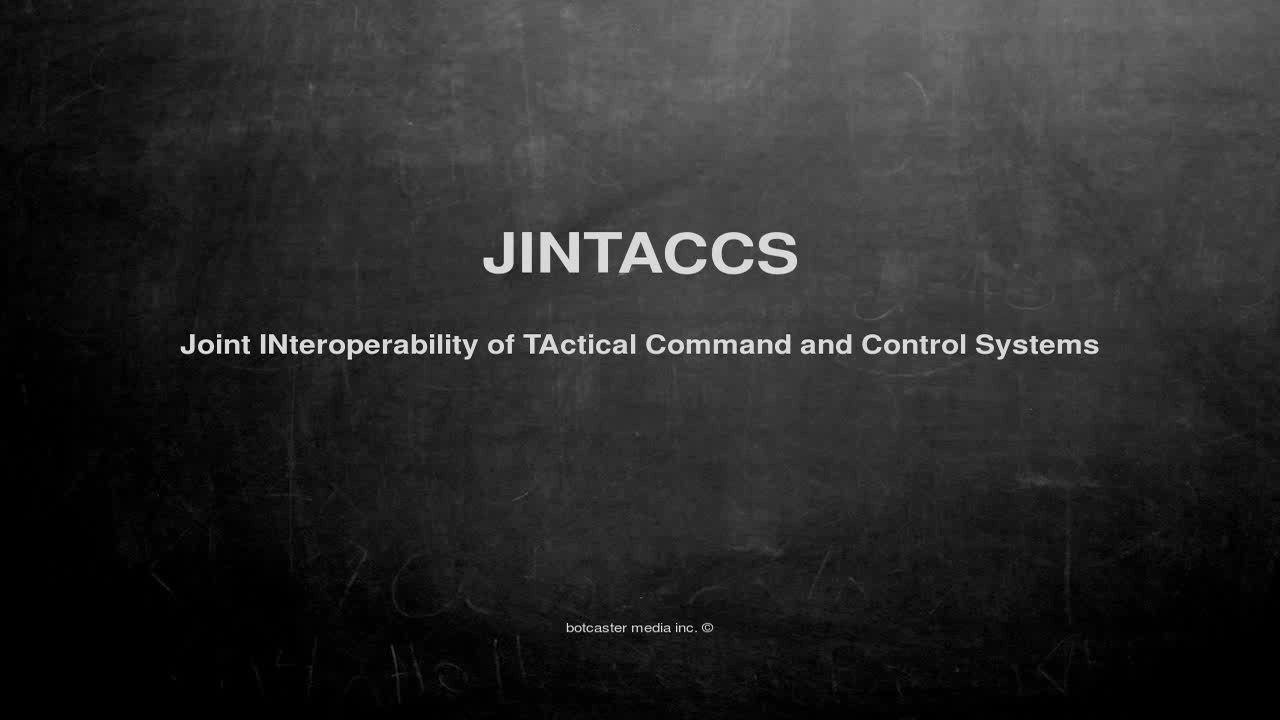 JINTACCS
Joint INteroperability of TActical Command and Control Systems
botcaster media inc. ©